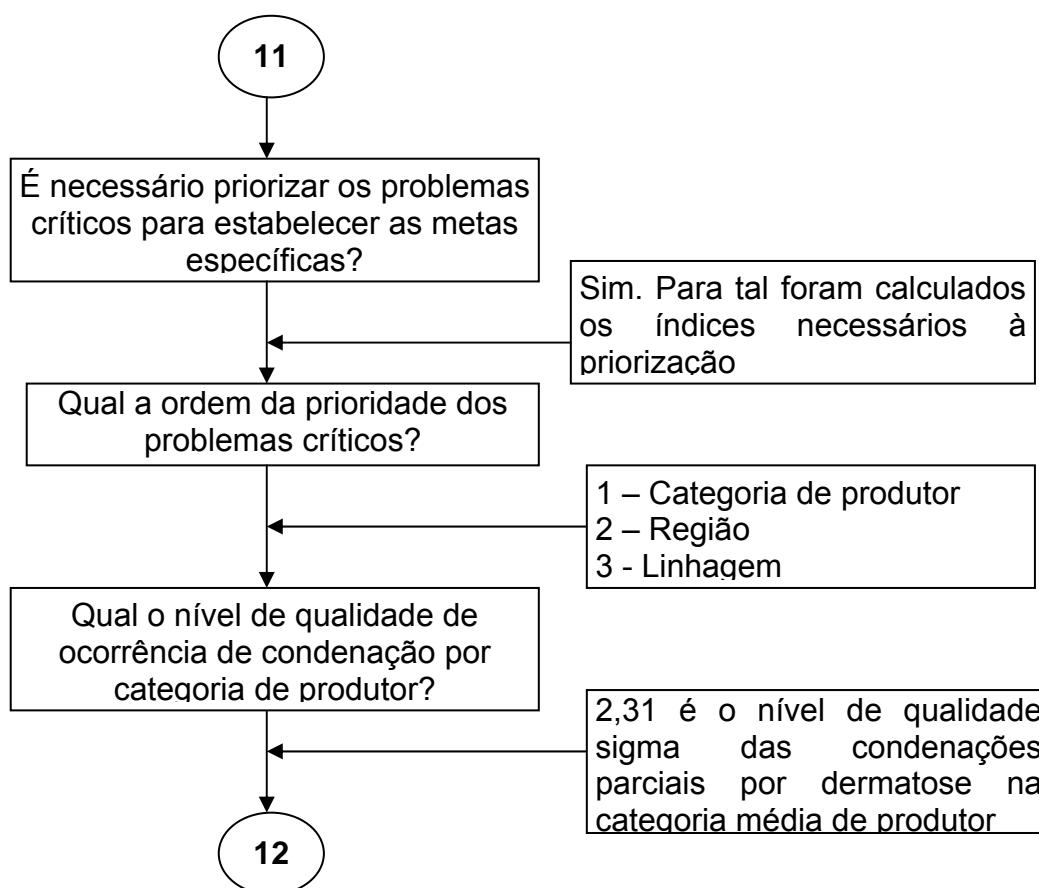 11
É necessário priorizar os problemas
críticos para estabelecer as metas
específicas?
Sim. Para tal foram calculados
os índices necessários à
priorização
Qual a ordem da prioridade dos
problemas críticos?
1 – Categoria de produtor
2 – Região
3 - Linhagem
Qual o nível de qualidade de
ocorrência de condenação por
categoria de produtor?
2,31 é o nível de qualidade
sigma das condenações
parciais por dermatose na
categoria média de produtor
12